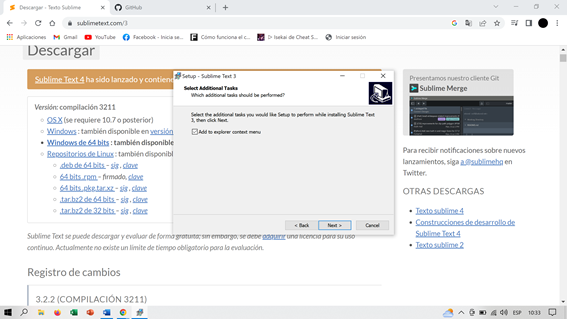 Descargar - Texto Sublime
GitHub
sublimetext.com/3
Aplicaciones
Gmail
YouTube
Facebook - Inicia se...
Cómo funciona el c...
Isekai de Cheat S...
Iniciar sesión
Descargar
Sublime Text 4 ha sido lanzado y contiene
Versión: compilación 3211
OS X (se requiere 10.7 o posterior)
Windows : también disponible en versión
Windows de 64 bits : también disponible
Repositorios de Linux : también disponible
.deb de 64 bits – sig , clave
64 bits .rpm – firmado, clave
64 bits .pkg.tar.xz – sig , clave
.tar.bz2 de 64 bits – sig , clave
.tar.bz2 de 32 bits – sig , clave
Sublime Text se puede descargar y evaluar de forma gratuita; sin embargo, se debe adquirir una licencia para su uso
continuo. Actualmente no existe un límite de tiempo obligatorio para la evaluación.
Registro de cambios
3.2.2 (COMPILACIÓN 3211)
Setup - Sublime Text 3
Select Additional Tasks
Which additional tasks should be performed?
Select the additional tasks you would like Setup to perform while installing Sublime Text
3, then click Next.
Add to explorer context menu
< Back
Next >
Cancel
Presentamos nuestro cliente Git
Sublime Merge
Para recibir notificaciones sobre nuevos
lanzamientos, siga a @sublimehq en
Twitter.
OTRAS DESCARGAS
Texto sublime 4
Construcciones de desarrollo de
Sublime Text 4
Texto sublime 2
ESP
10:33